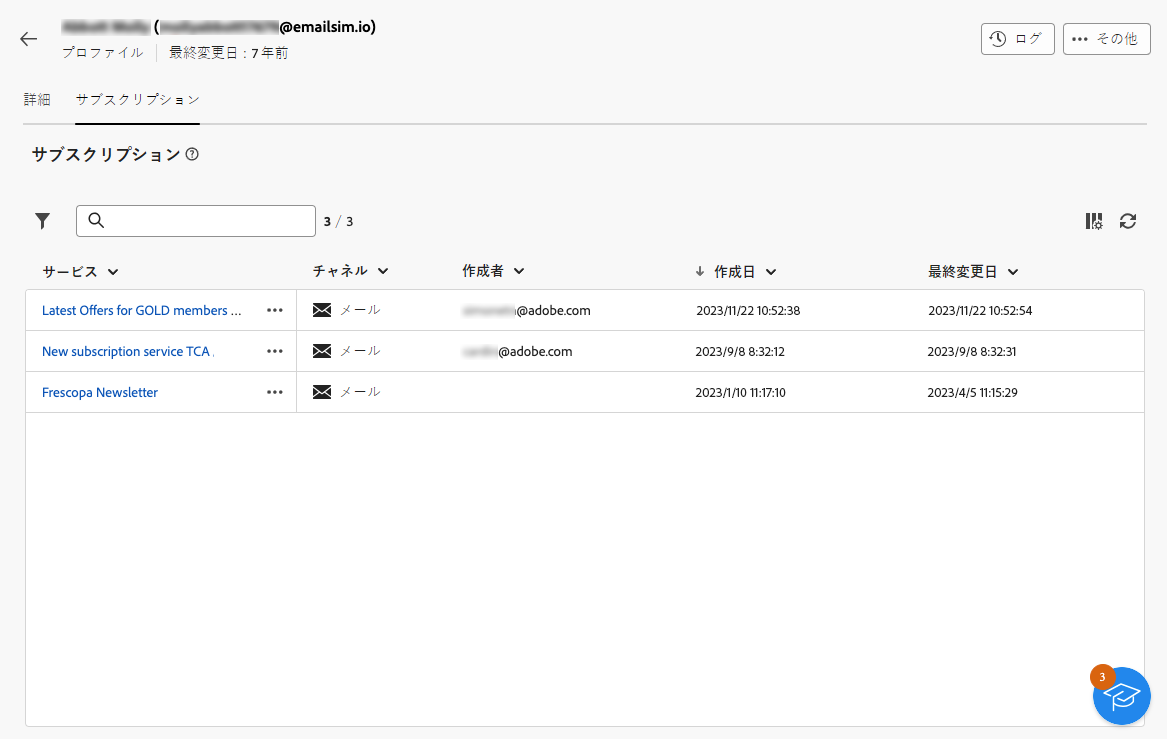 (@emailsim.io)
プロファイル 最終変更日 : 7 年前
ログ
その他
詳細 サブスクリプション
サブスクリプション
3 / 3
サービス チャネル 作成者 作成日 最終変更日
Latest Offers for GOLD members ... メール @adobe.com 2023/11/22 10:52:38 2023/11/22 10:52:54
New subscription service TCA メール @adobe.com 2023/9/8 8:32:12 2023/9/8 8:32:31
Frescopa Newsletter メール 2023/1/10 11:17:10 2023/4/5 11:15:29
3